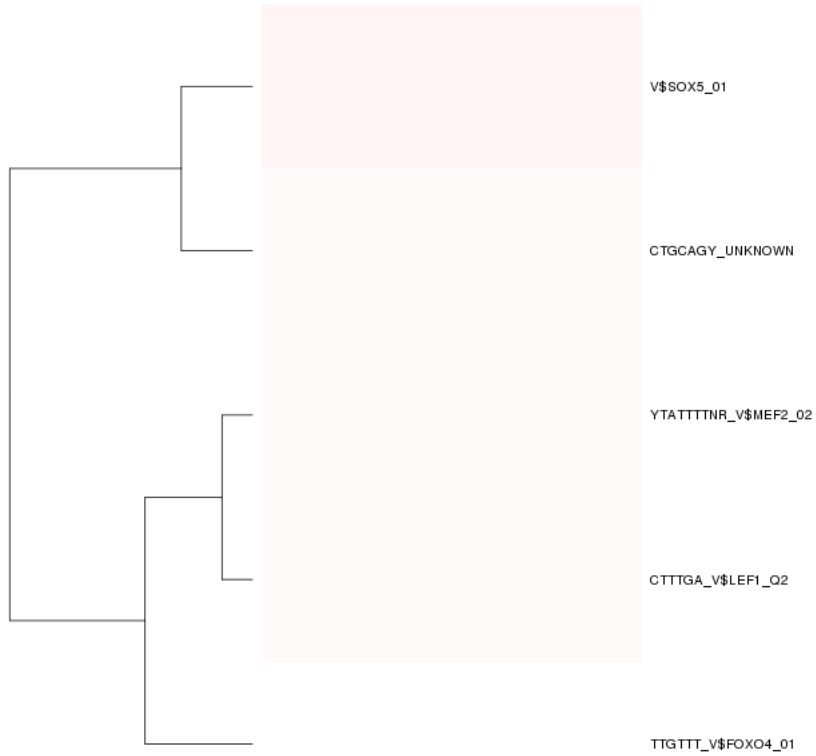 V$SOX5_01
CTGCAGY_UNKNOWN
YTATTTTNR_V$MEF2_02
CTTTGA_V$LEF1_Q2
TTGTTT_V$FOXO4_01